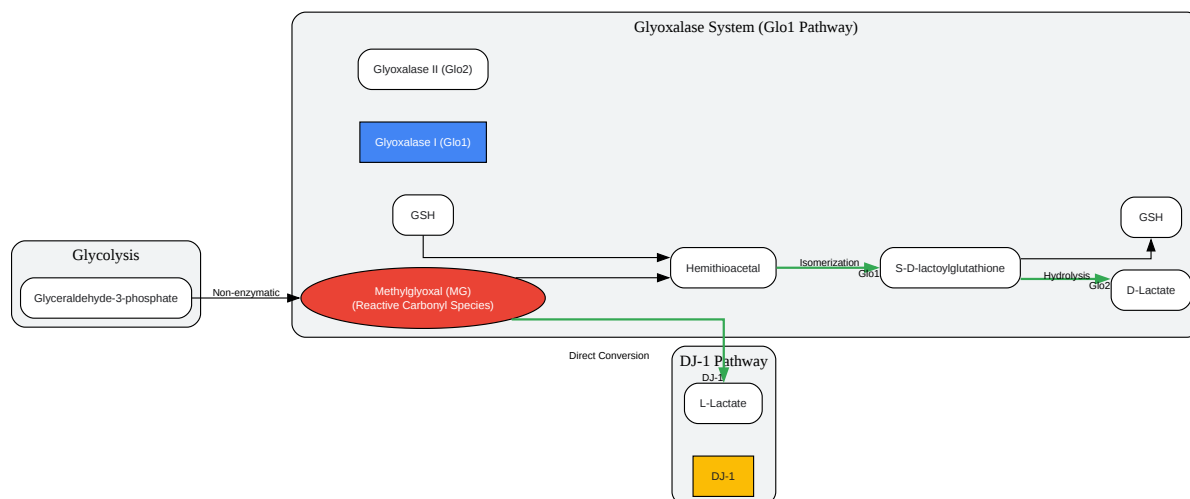 Glyoxalase System (Glo1 Pathway)
Glyoxalase II (Glo2)
Glyoxalase I (Glo1)
GSH
GSH
Glycolysis
Glyceraldehyde-3-phosphate
Non-enzymatic
Methylglyoxal (MG)
(Reactive Carbonyl Species)
Hemithioacetal
Isomerization
Glo1
S-D-lactoylglutathione
Hydrolysis
Glo2
D-Lactate
Direct Conversion
DJ-1 Pathway
DJ-1
L-Lactate
DJ-1